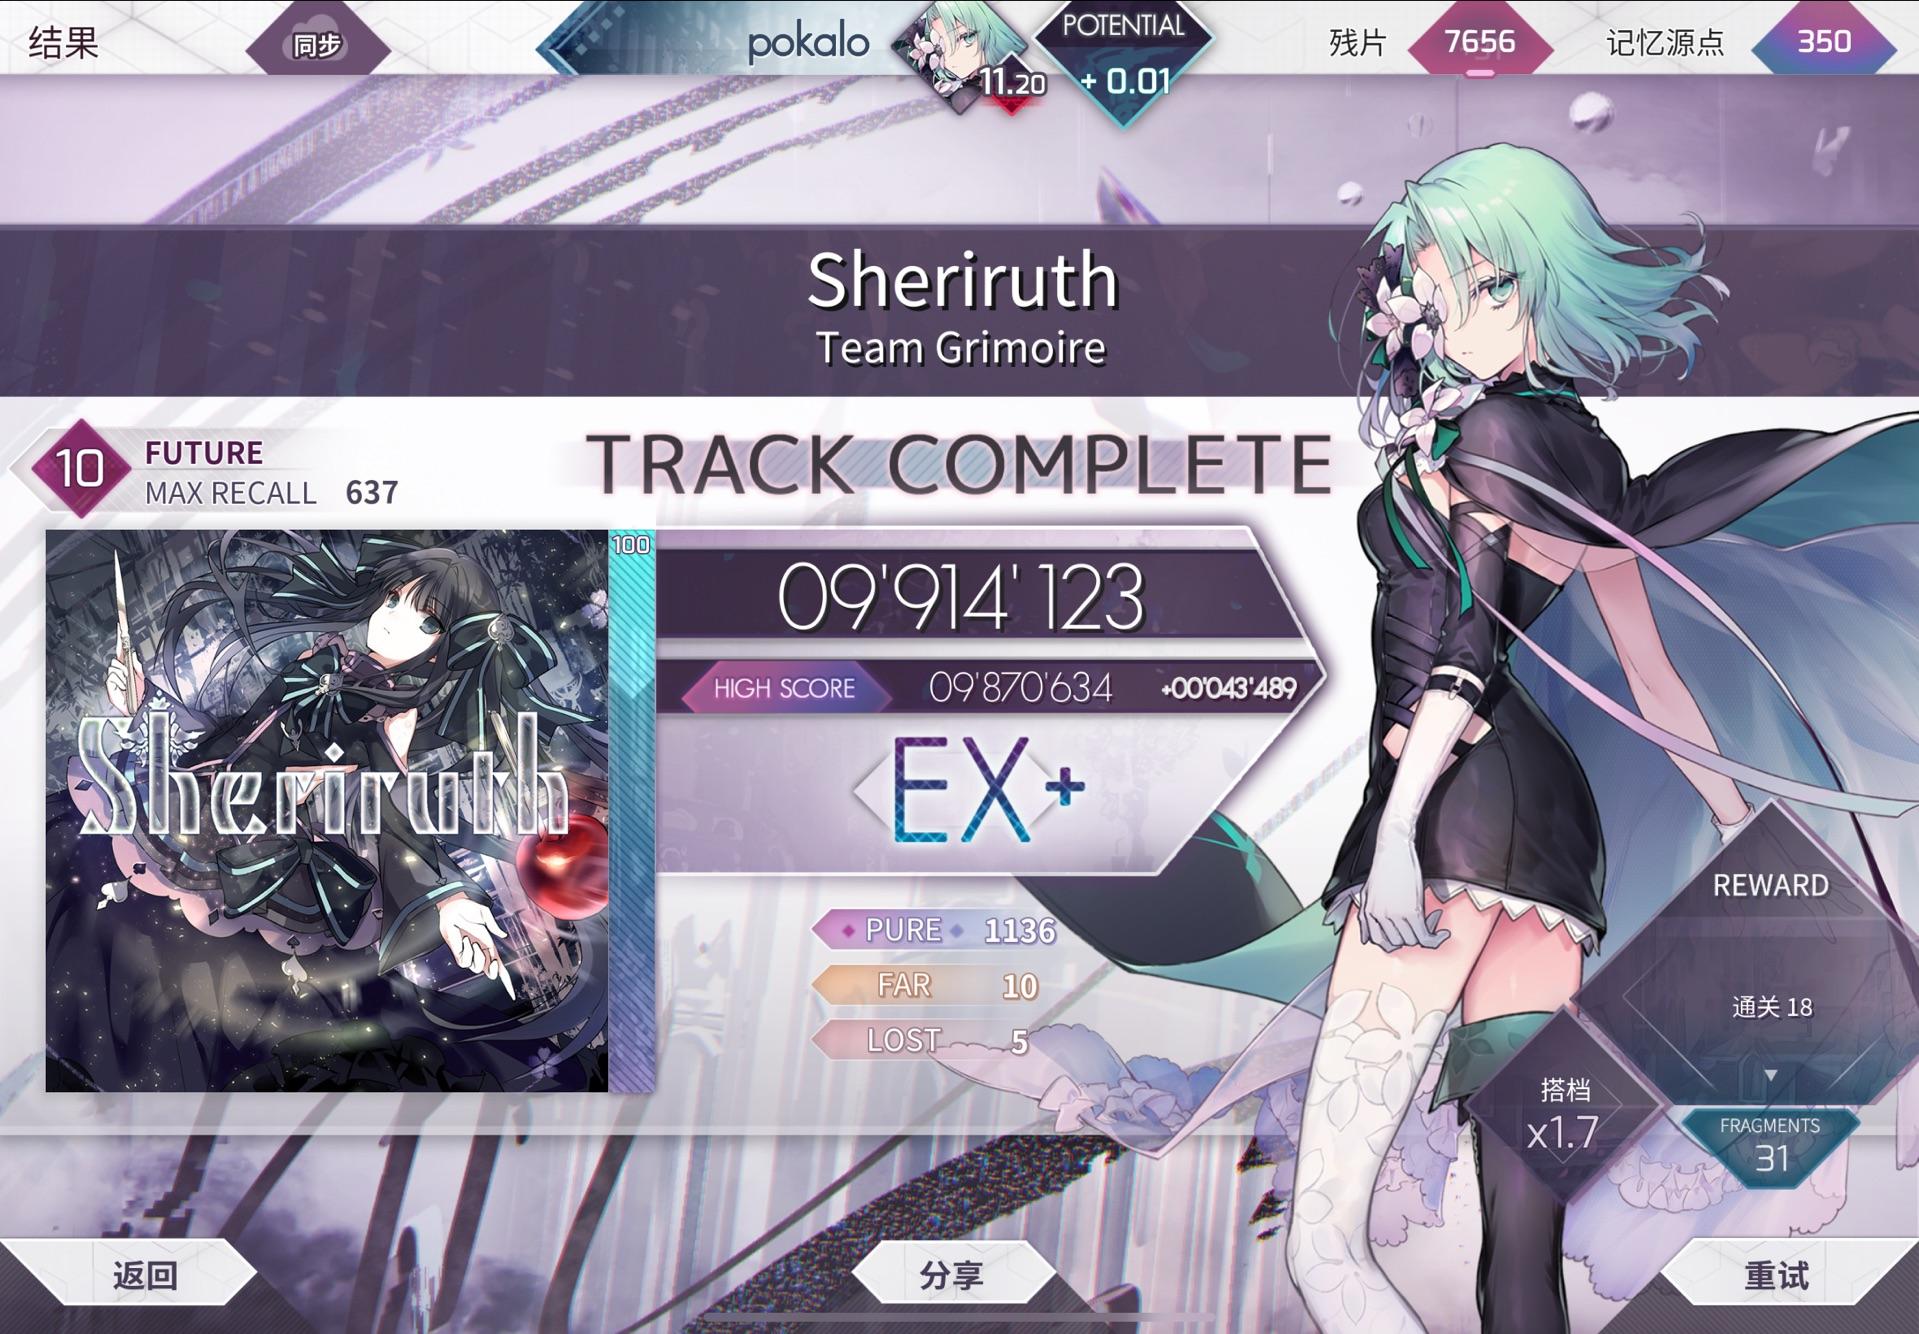 结果
同步
pokalo
11.20
POTENTIAL
+ 0.01
残片
7656
记忆源点
350
Sheriruth
Team Grimoire
10
FUTURE
MAX RECALL 637
TRACK COMPLETE
100
Sheriruth
09'914'123
HIGH SCORE 09'870'634 +00'043'489
EX+
PURE 1136
FAR 10
LOST 5
REWARD
通关 18
搭档
x1.7
FRAGMENTS
31
返回
分享
重试